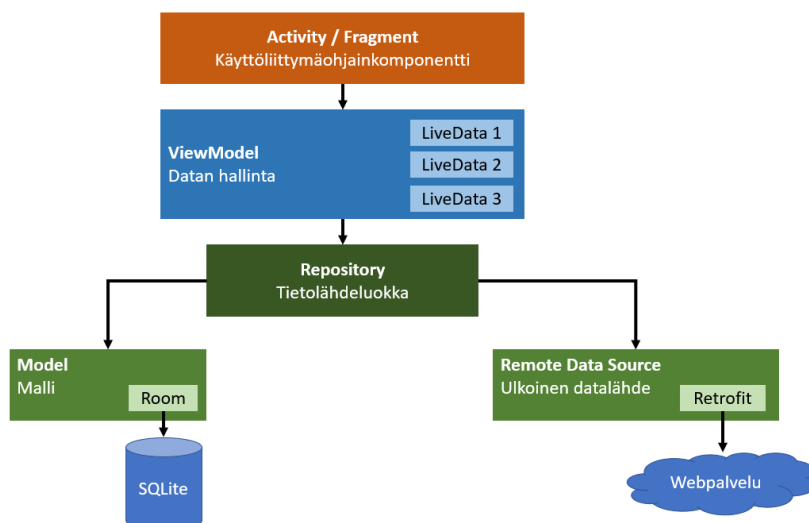 Activity / Fragment
Käyttöliittymäohjainkomponentti
ViewModel
Datan hallinta
LiveData 1
LiveData 2
LiveData 3
Repository
Tietolähdeluokka
Model
Malli
Room
Remote Data Source
Ulkoinen datalähde
Retrofit
SQLite
Webpalvelu